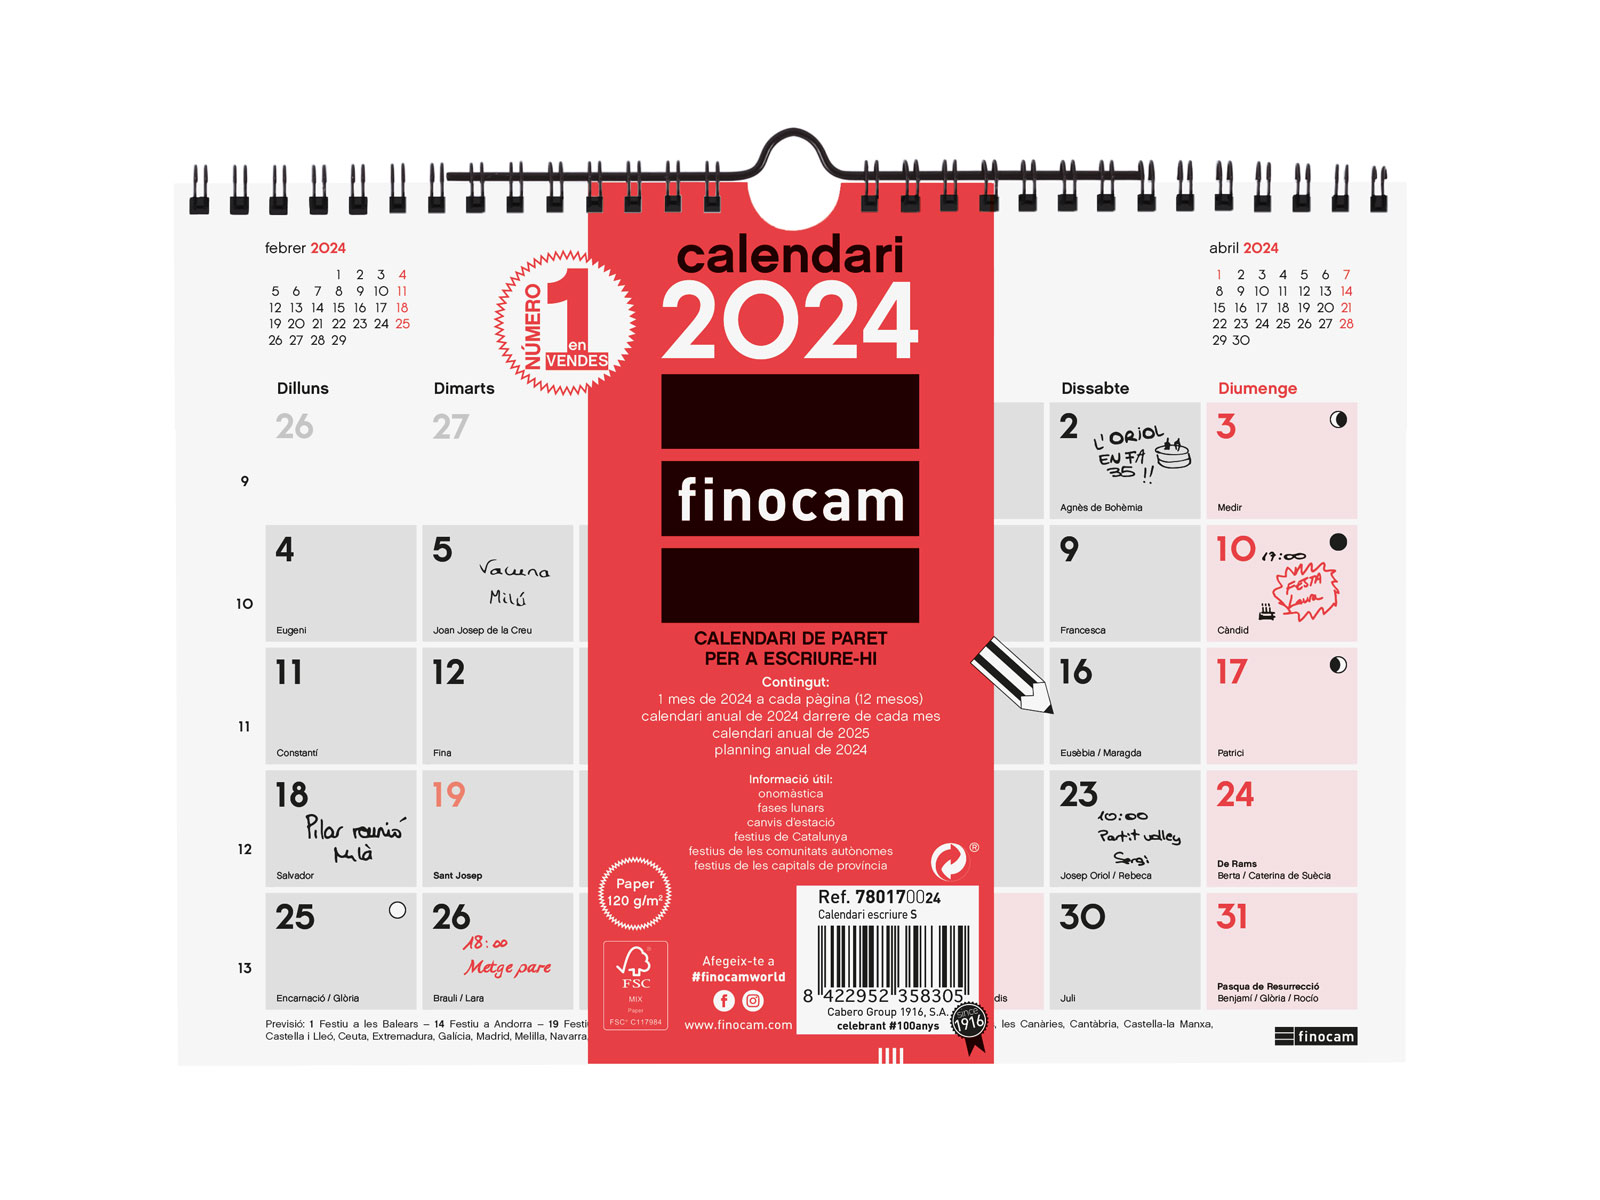 febrer 2024
1 2 3 4
5 6 7 8 9 10 11
12 13 14 15 16 17 18
19 20 21 22 23 24 25
26 27 28 29
NÚMERO 1 en VENDES
calendari
2024
finocam
CALENDARI DE PARET
PER A ESCRIURE-HI
Contingut:
1 mes de 2024 a cada pàgina (12 mesos)
calendari anual de 2024 darrere de cada mes
calendari anual de 2025
planning anual de 2024
Informació útil:
onomàstica
fases lunars
canvis d'estació
festius de Catalunya
festius de les comunitats autònomes
festius de les capitals de província
Paper
120 g/m²
FSC
MIX
Paper
FSC® C117984
Afegeix-te a
#finocamworld
www.finocam.com
Ref. 780170024
Calendari escriure S
8 422952 358305
Cabero Group 1916, S.A.
celebrant #100anys
since
1916
abril 2024
1 2 3 4 5 6 7
8 9 10 11 12 13 14
15 16 17 18 19 20 21
22 23 24 25 26 27 28
29 30
Dilluns Dimarts Dissabte Diumenge
9
26 27 2 3
L'ORIOL
EN FA
35 !!
Agnès de Bohèmia Medir
10
4 5 9 10
Vacuna
Milú
17:00
FESTA
Laura
Eugeni Joan Josep de la Creu Francesca Càndid
11
11 12 16 17
Constantí Fina Eusèbia / Maragda Patrici
12
18 19 23 24
Pilar reunió
Milà
10:00
Partit volley
Sergi
De Rams
Salvador Sant Josep Josep Oriol / Rebeca Berta / Caterina de Suècia
13
25 26 30 31
18:00
Metge pare
Pasqua de Resurrecció
Encarnació / Glòria Brauli / Lara dis Juli Benjamí / Glòria / Rocío
Previsió: 1 Festiu a les Balears – 14 Festiu a Andorra – 19 Festiu , les Canàries, Cantàbria, Castella-la Manxa,
Castella i Lleó, Ceuta, Extremadura, Galícia, Madrid, Melilla, Navarra,
finocam